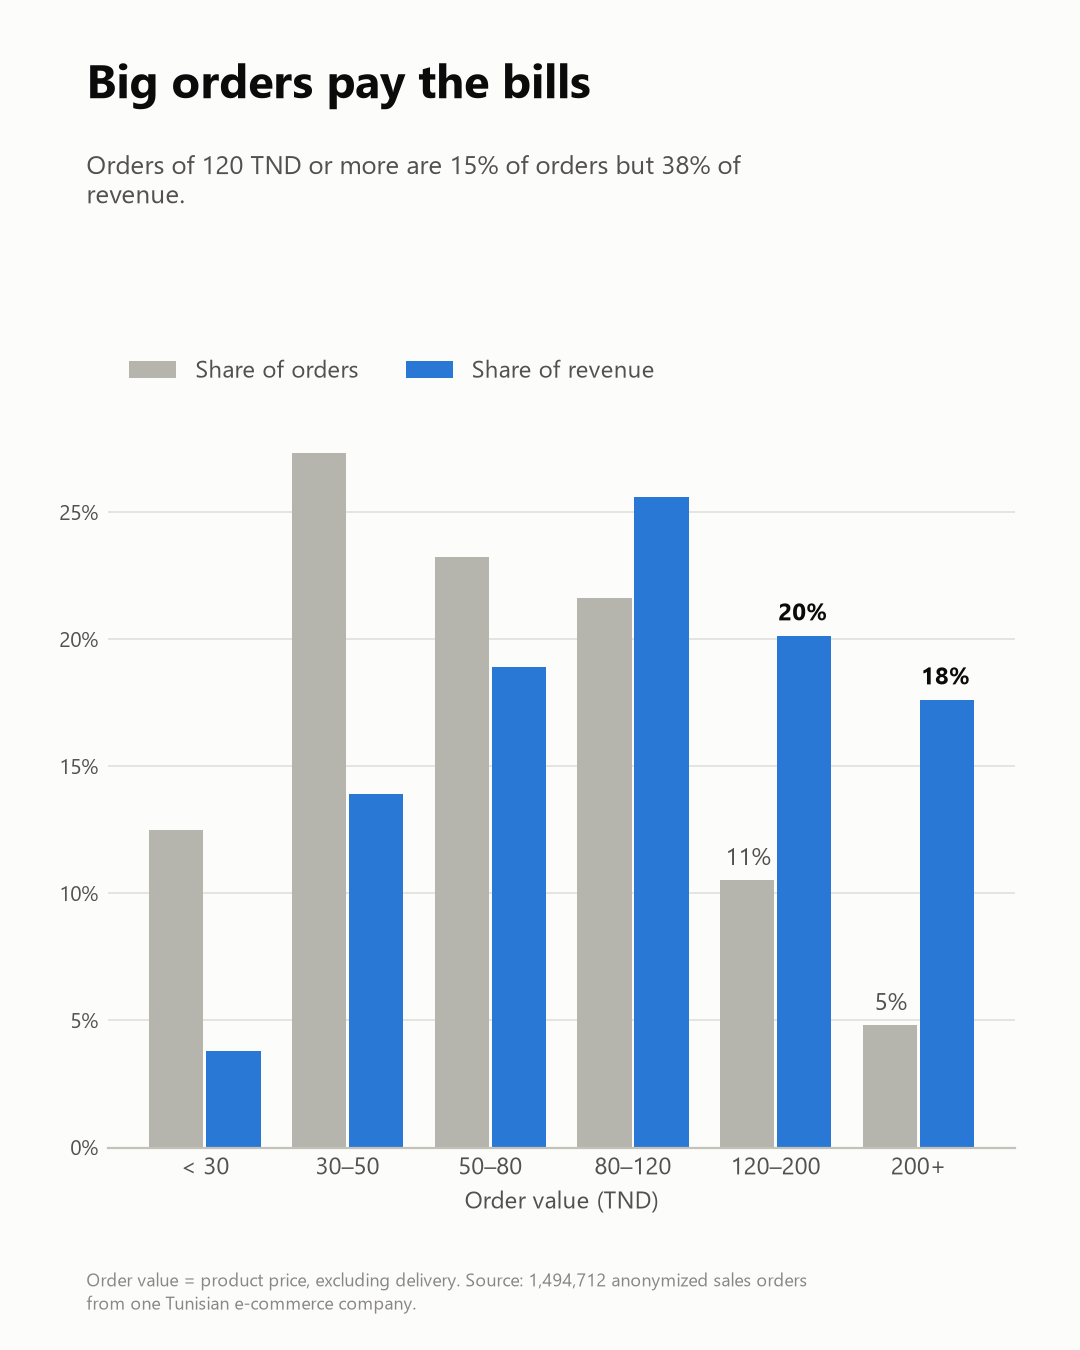 Big orders pay the bills
Orders of 120 TND or more are 15% of orders but 38% of
revenue.
Share of orders
Share of revenue
25%
20%
15%
10%
5%
0%
20%
18%
11%
5%
< 30
30–50
50–80
80–120
120–200
200+
Order value (TND)
Order value = product price, excluding delivery. Source: 1,494,712 anonymized sales orders
from one Tunisian e-commerce company.